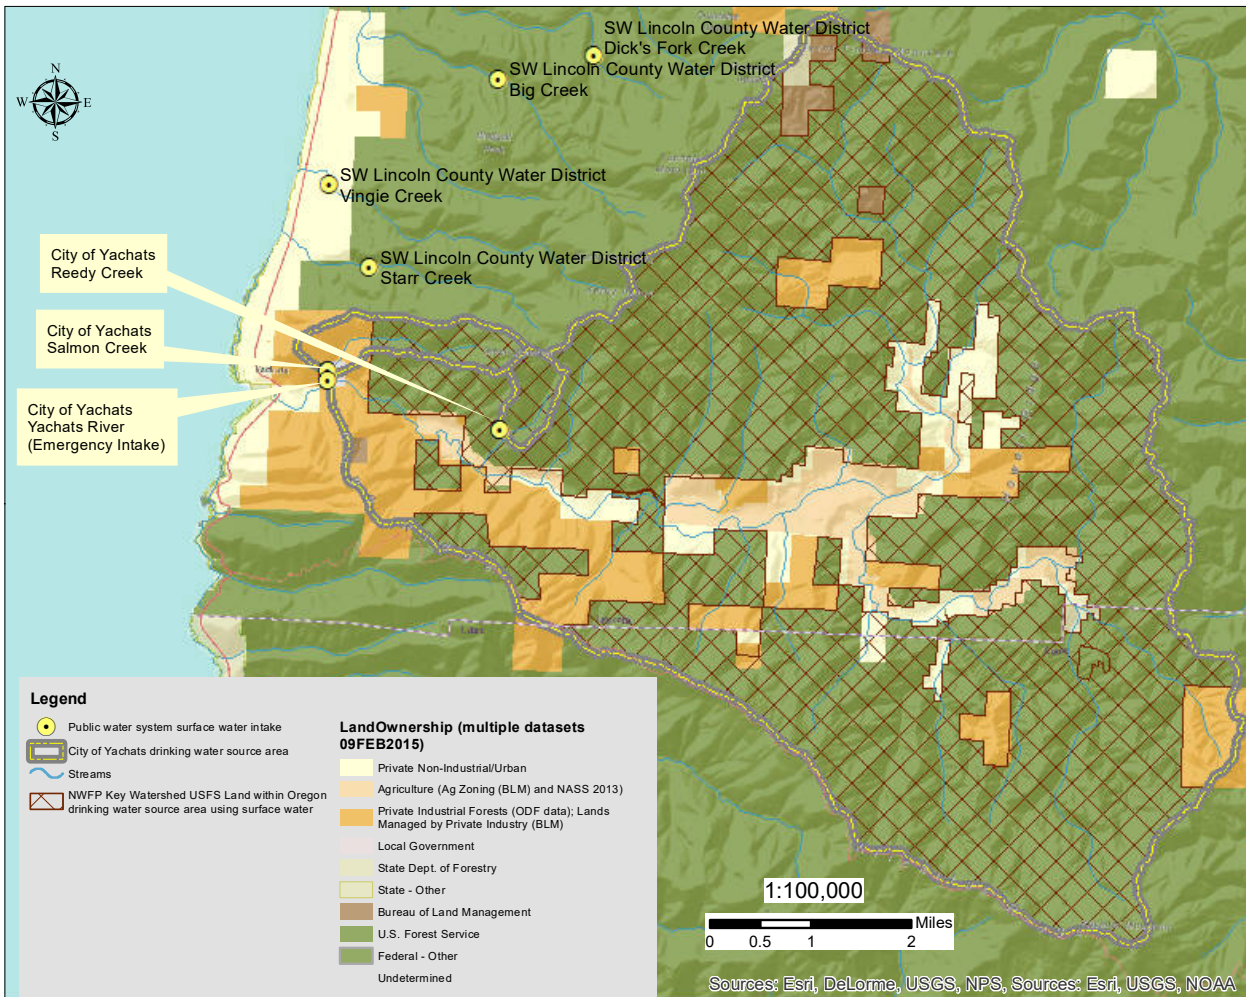 SW Lincoln County Water District
Dick's Fork Creek
SW Lincoln County Water District
Big Creek
N
W
E
S
SW Lincoln County Water District
Vingie Creek
City of Yachats
Reedy Creek
SW Lincoln County Water District
Starr Creek
City of Yachats
Salmon Creek
City of Yachats
Yachats River
(Emergency Intake)
Legend
Public water system surface water intake
City of Yachats drinking water source area
Streams
NWFP Key Watershed USFS Land within Oregon
drinking water source area using surface water
LandOwnership (multiple datasets
09FEB2015)
Private Non-Industrial/Urban
Agriculture (Ag Zoning (BLM) and NASS 2013)
Private Industrial Forests (ODF data); Lands
Managed by Private Industry (BLM)
Local Government
State Dept. of Forestry
State - Other
Bureau of Land Management
U.S. Forest Service
Federal - Other
Undetermined
1:100,000
Miles
0 0.5 1 2
Sources: Esri, DeLorme, USGS, NPS, Sources: Esri, USGS, NOAA